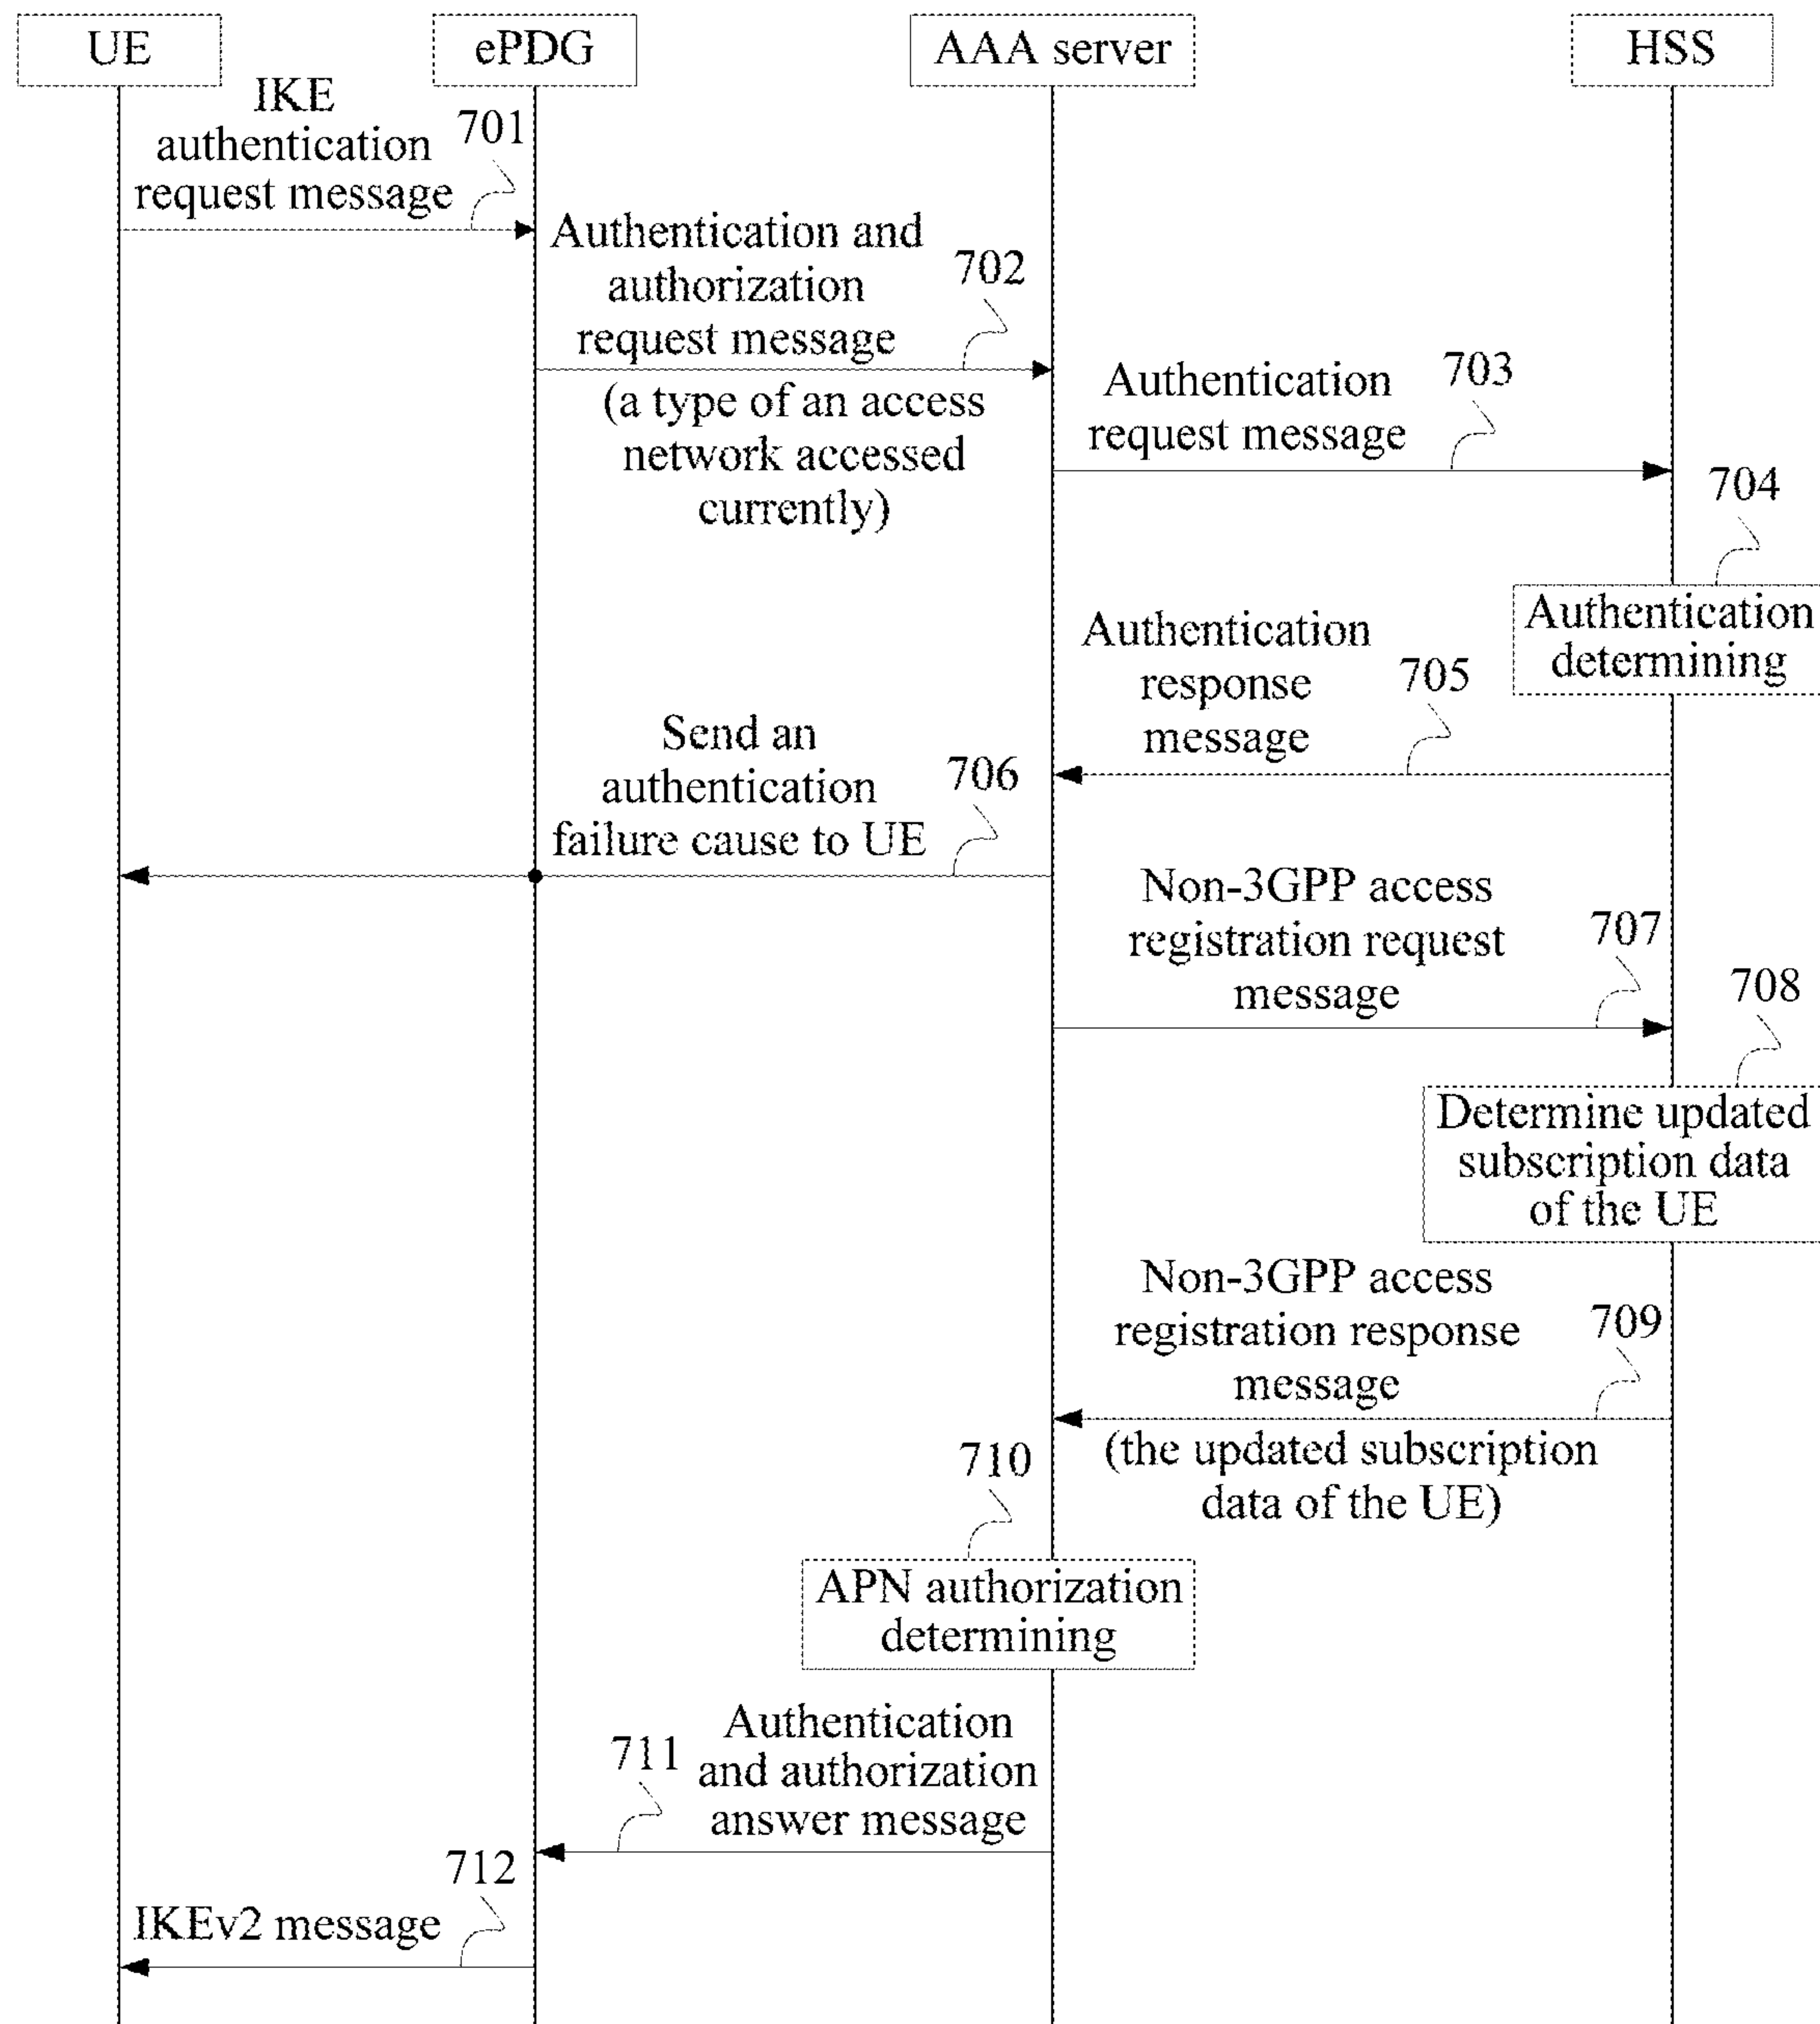 UE
ePDG
AAA server
HSS
IKE
authentication
request message
701
Authentication and
authorization
request message
702
(a type of an access
network accessed
currently)
Authentication
request message
703
704
Authentication
determining
Authentication
response
message
705
Send an
authentication
failure cause to UE
706
Non-3GPP access
registration request
message
707
708
Determine updated
subscription data
of the UE
Non-3GPP access
registration response
message
709
(the updated subscription
data of the UE)
710
APN authorization
determining
Authentication
and authorization
answer message
711
712
IKEv2 message